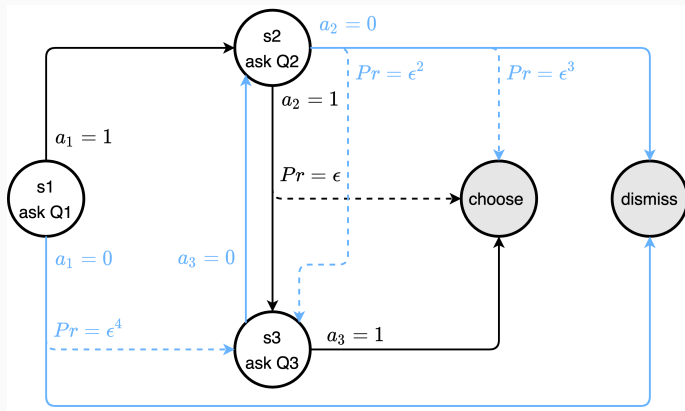 s2
ask Q2
a₂ = 0
Pr = ϵ²
Pr = ϵ³
a₂ = 1
a₁ = 1
s1
ask Q1
Pr = ϵ
choose
dismiss
a₁ = 0
a₃ = 0
Pr = ϵ⁴
s3
ask Q3
a₃ = 1